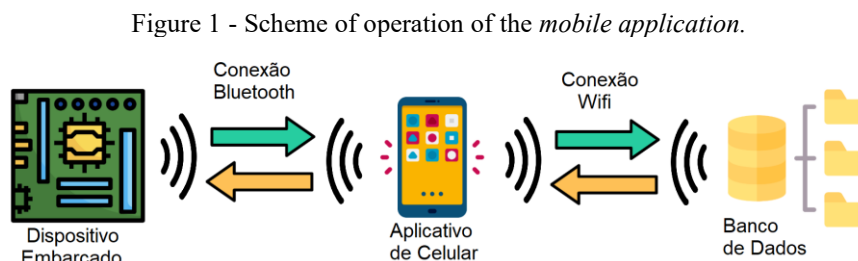 Figure 1 - Scheme of operation of the mobile application.
Conexão
Bluetooth
Conexão
Wifi
Dispositivo
Embarcado
Aplicativo
de Celular
Banco
de Dados